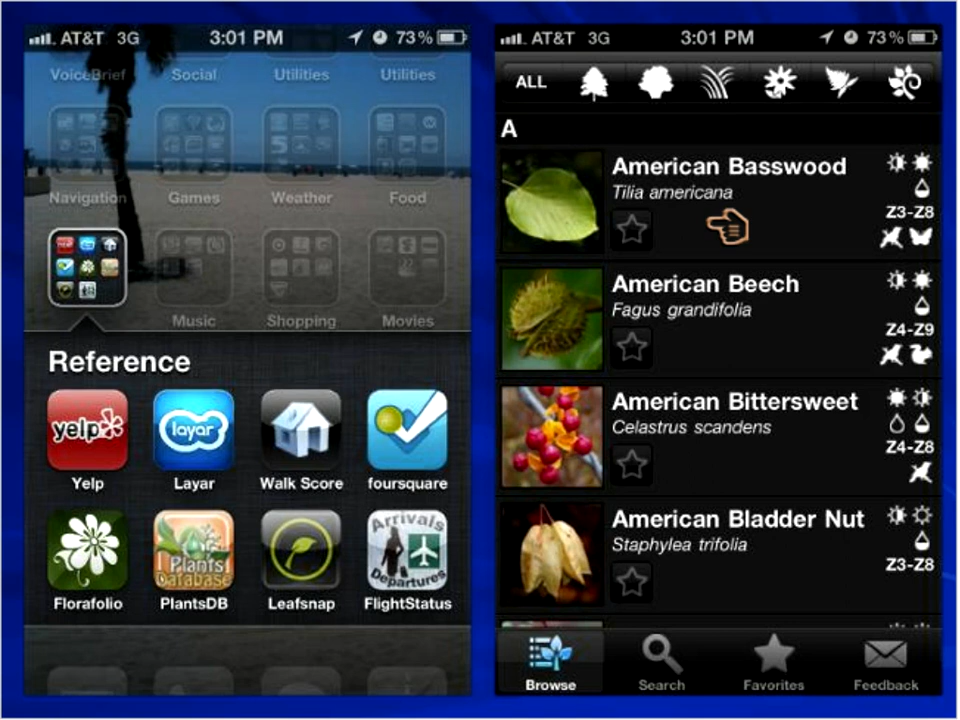 AT&T 3G 3:01 PM 73%
VoiceBrief Social Utilities Utilities
Navigation Games Weather Food
Music Shopping Movies
Reference
yelp layar
Yelp Layar Walk Score foursquare
Plants Database Arrivals Departures
Florafolio PlantsDB Leafsnap FlightStatus
AT&T 3G 3:01 PM 73%
ALL
A
American Basswood
Tilia americana
Z3-Z8
American Beech
Fagus grandifolia
Z4-Z9
American Bittersweet
Celastrus scandens
Z4-Z8
American Bladder Nut
Staphylea trifolia
Z3-Z8
Browse Search Favorites Feedback